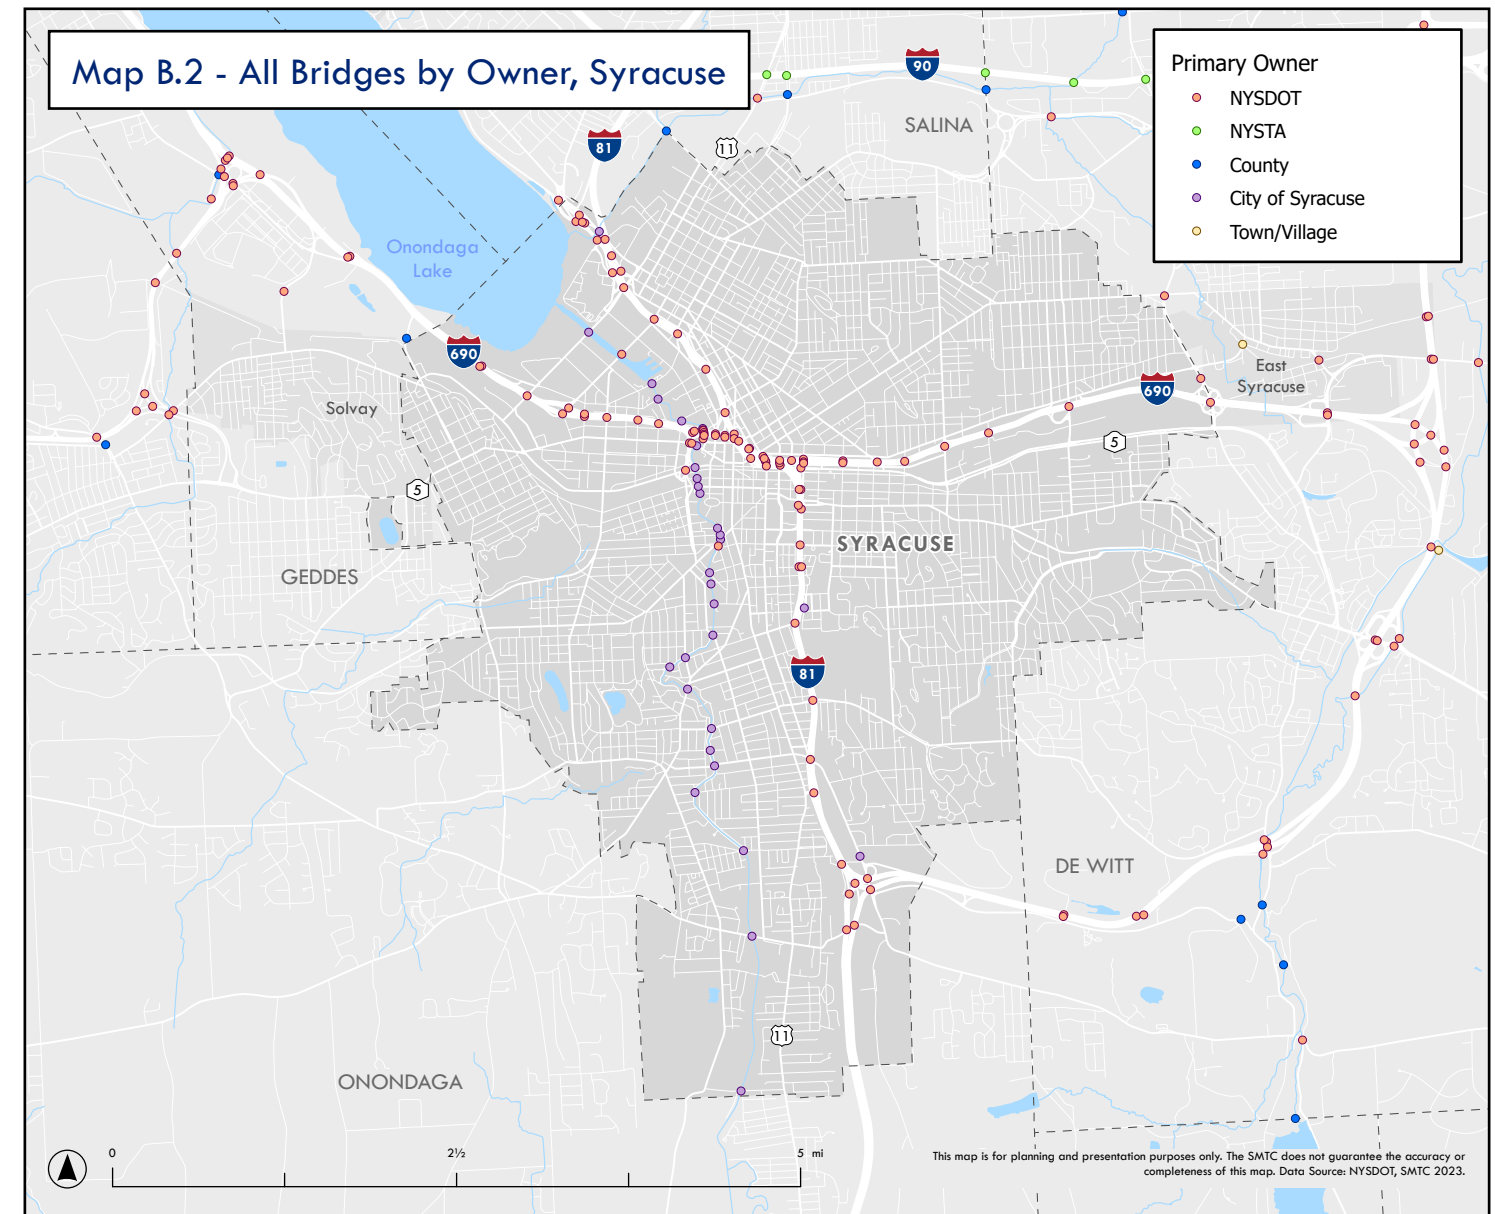 Map B.2 - All Bridges by Owner, Syracuse
90
Primary Owner
NYSDOT
NYSTA
County
City of Syracuse
Town/Village
SALINA
81
11
Onondaga
Lake
690
East
Syracuse
690
Solvay
5
5
SYRACUSE
GEDDES
81
DE WITT
11
ONONDAGA
0
2½
5 mi
This map is for planning and presentation purposes only. The SMTC does not guarantee the accuracy or
completeness of this map. Data Source: NYSDOT, SMTC 2023.